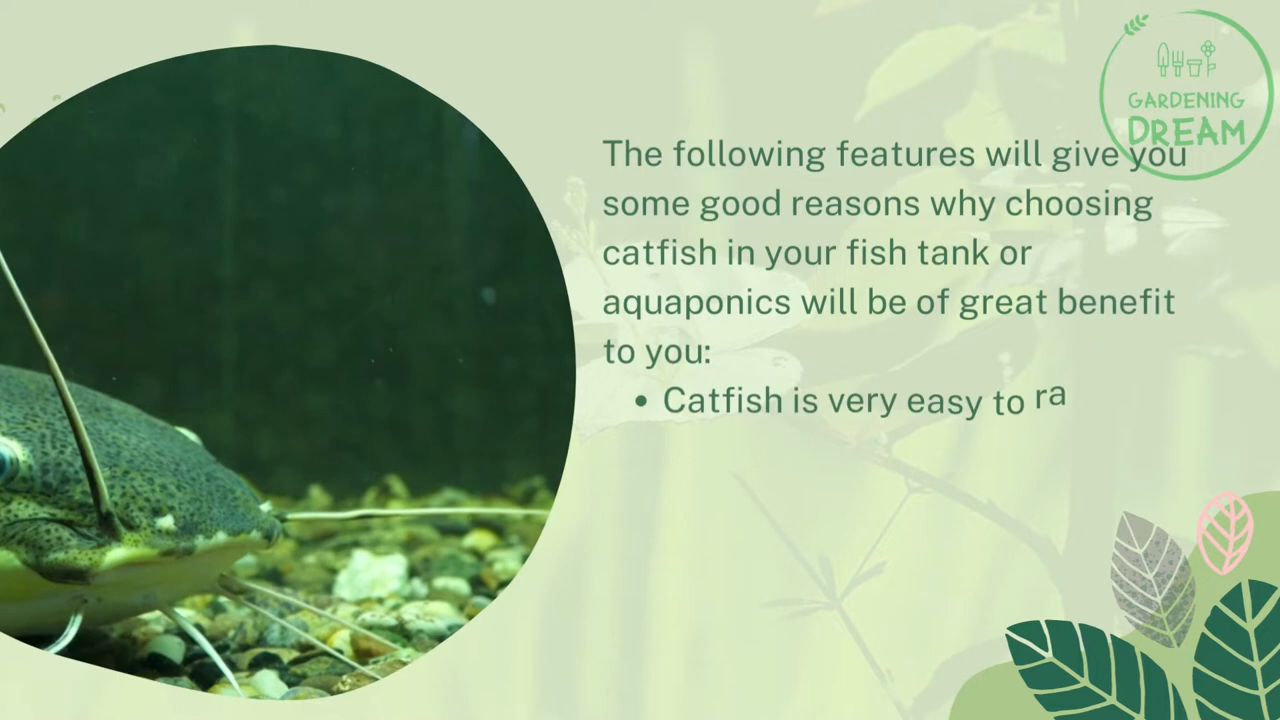 GARDENING
DREAM
The following features will give you
some good reasons why choosing
catfish in your fish tank or
aquaponics will be of great benefit
to you:
• Catfish is very easy to ra